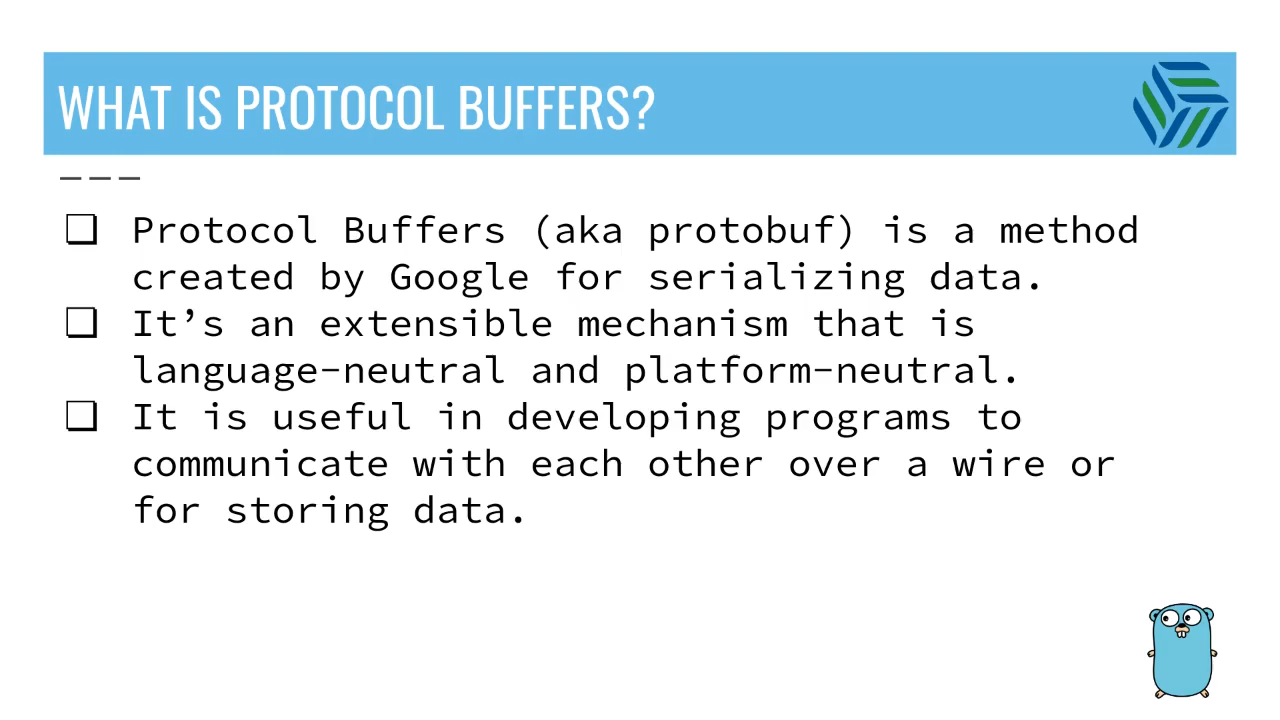 WHAT IS PROTOCOL BUFFERS?
❏ Protocol Buffers (aka protobuf) is a method
created by Google for serializing data.
❏ It’s an extensible mechanism that is
language-neutral and platform-neutral.
❏ It is useful in developing programs to
communicate with each other over a wire or
for storing data.